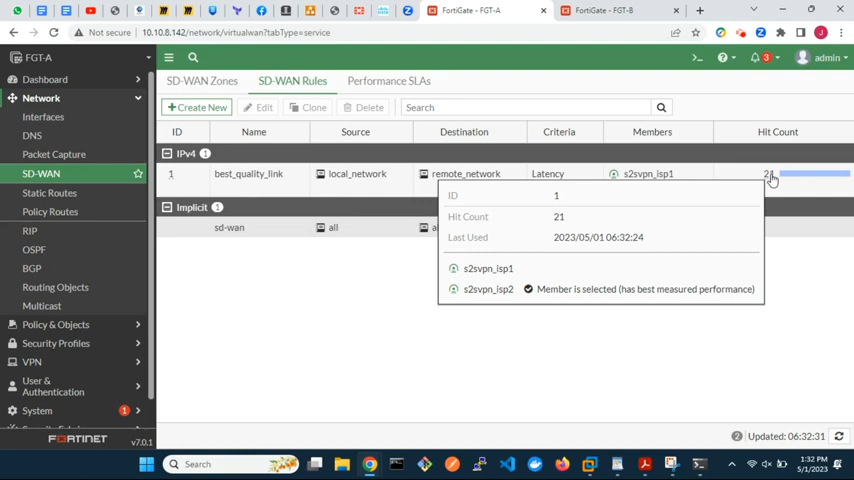 FortiGate - FGT-A
FortiGate - FGT-B
Not secure
10.10.8.142/network/virtualwan?tabType=service
J
FGT-A
3
admin
Dashboard
Network
Interfaces
DNS
Packet Capture
SD-WAN
Static Routes
Policy Routes
RIP
OSPF
BGP
Routing Objects
Multicast
Policy & Objects
Security Profiles
VPN
User &
Authentication
System 1
FORTINET v7.0.1
SD-WAN Zones SD-WAN Rules Performance SLAs
Create New Edit Clone Delete Search
ID Name Source Destination Criteria Members Hit Count
IPv4 1
1 best_quality_link local_network remote_network Latency s2svpn_isp1 21
Implicit 1
sd-wan all
ID 1
Hit Count 21
Last Used 2023/05/01 06:32:24
s2svpn_isp1
s2svpn_isp2 Member is selected (has best measured performance)
2 Updated: 06:32:31
Search
1:32 PM
5/1/2023